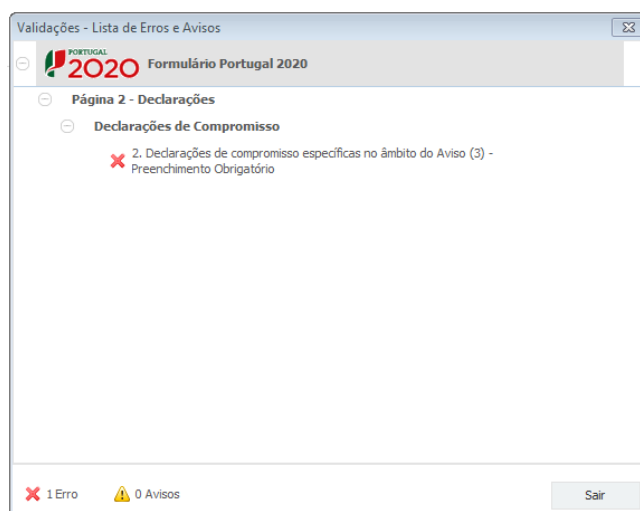 Validações - Lista de Erros e Avisos
PORTUGAL
2020
Formulário Portugal 2020
Página 2 - Declarações
Declarações de Compromisso
2. Declarações de compromisso específicas no âmbito do Aviso (3) -
Preenchimento Obrigatório
1 Erro
0 Avisos
Sair